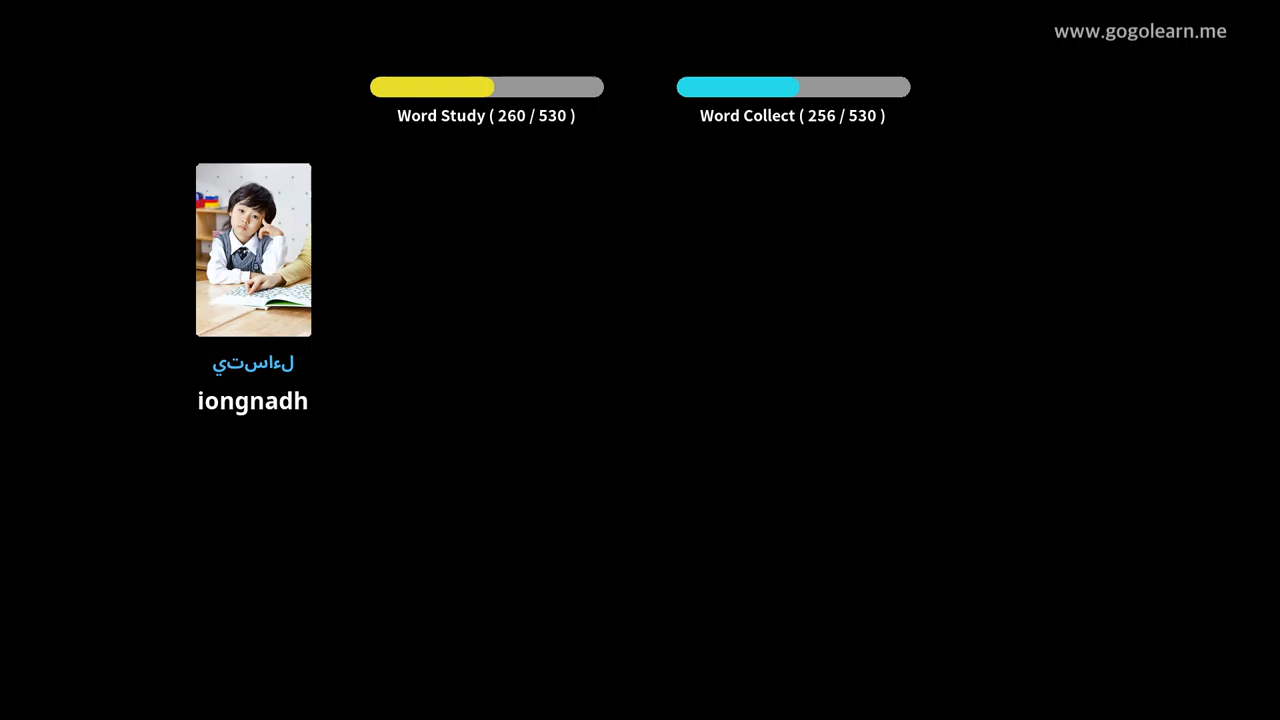 www.gogolearn.me
Word Study ( 260 / 530 )
Word Collect ( 256 / 530 )
لءاستي
iongnadh